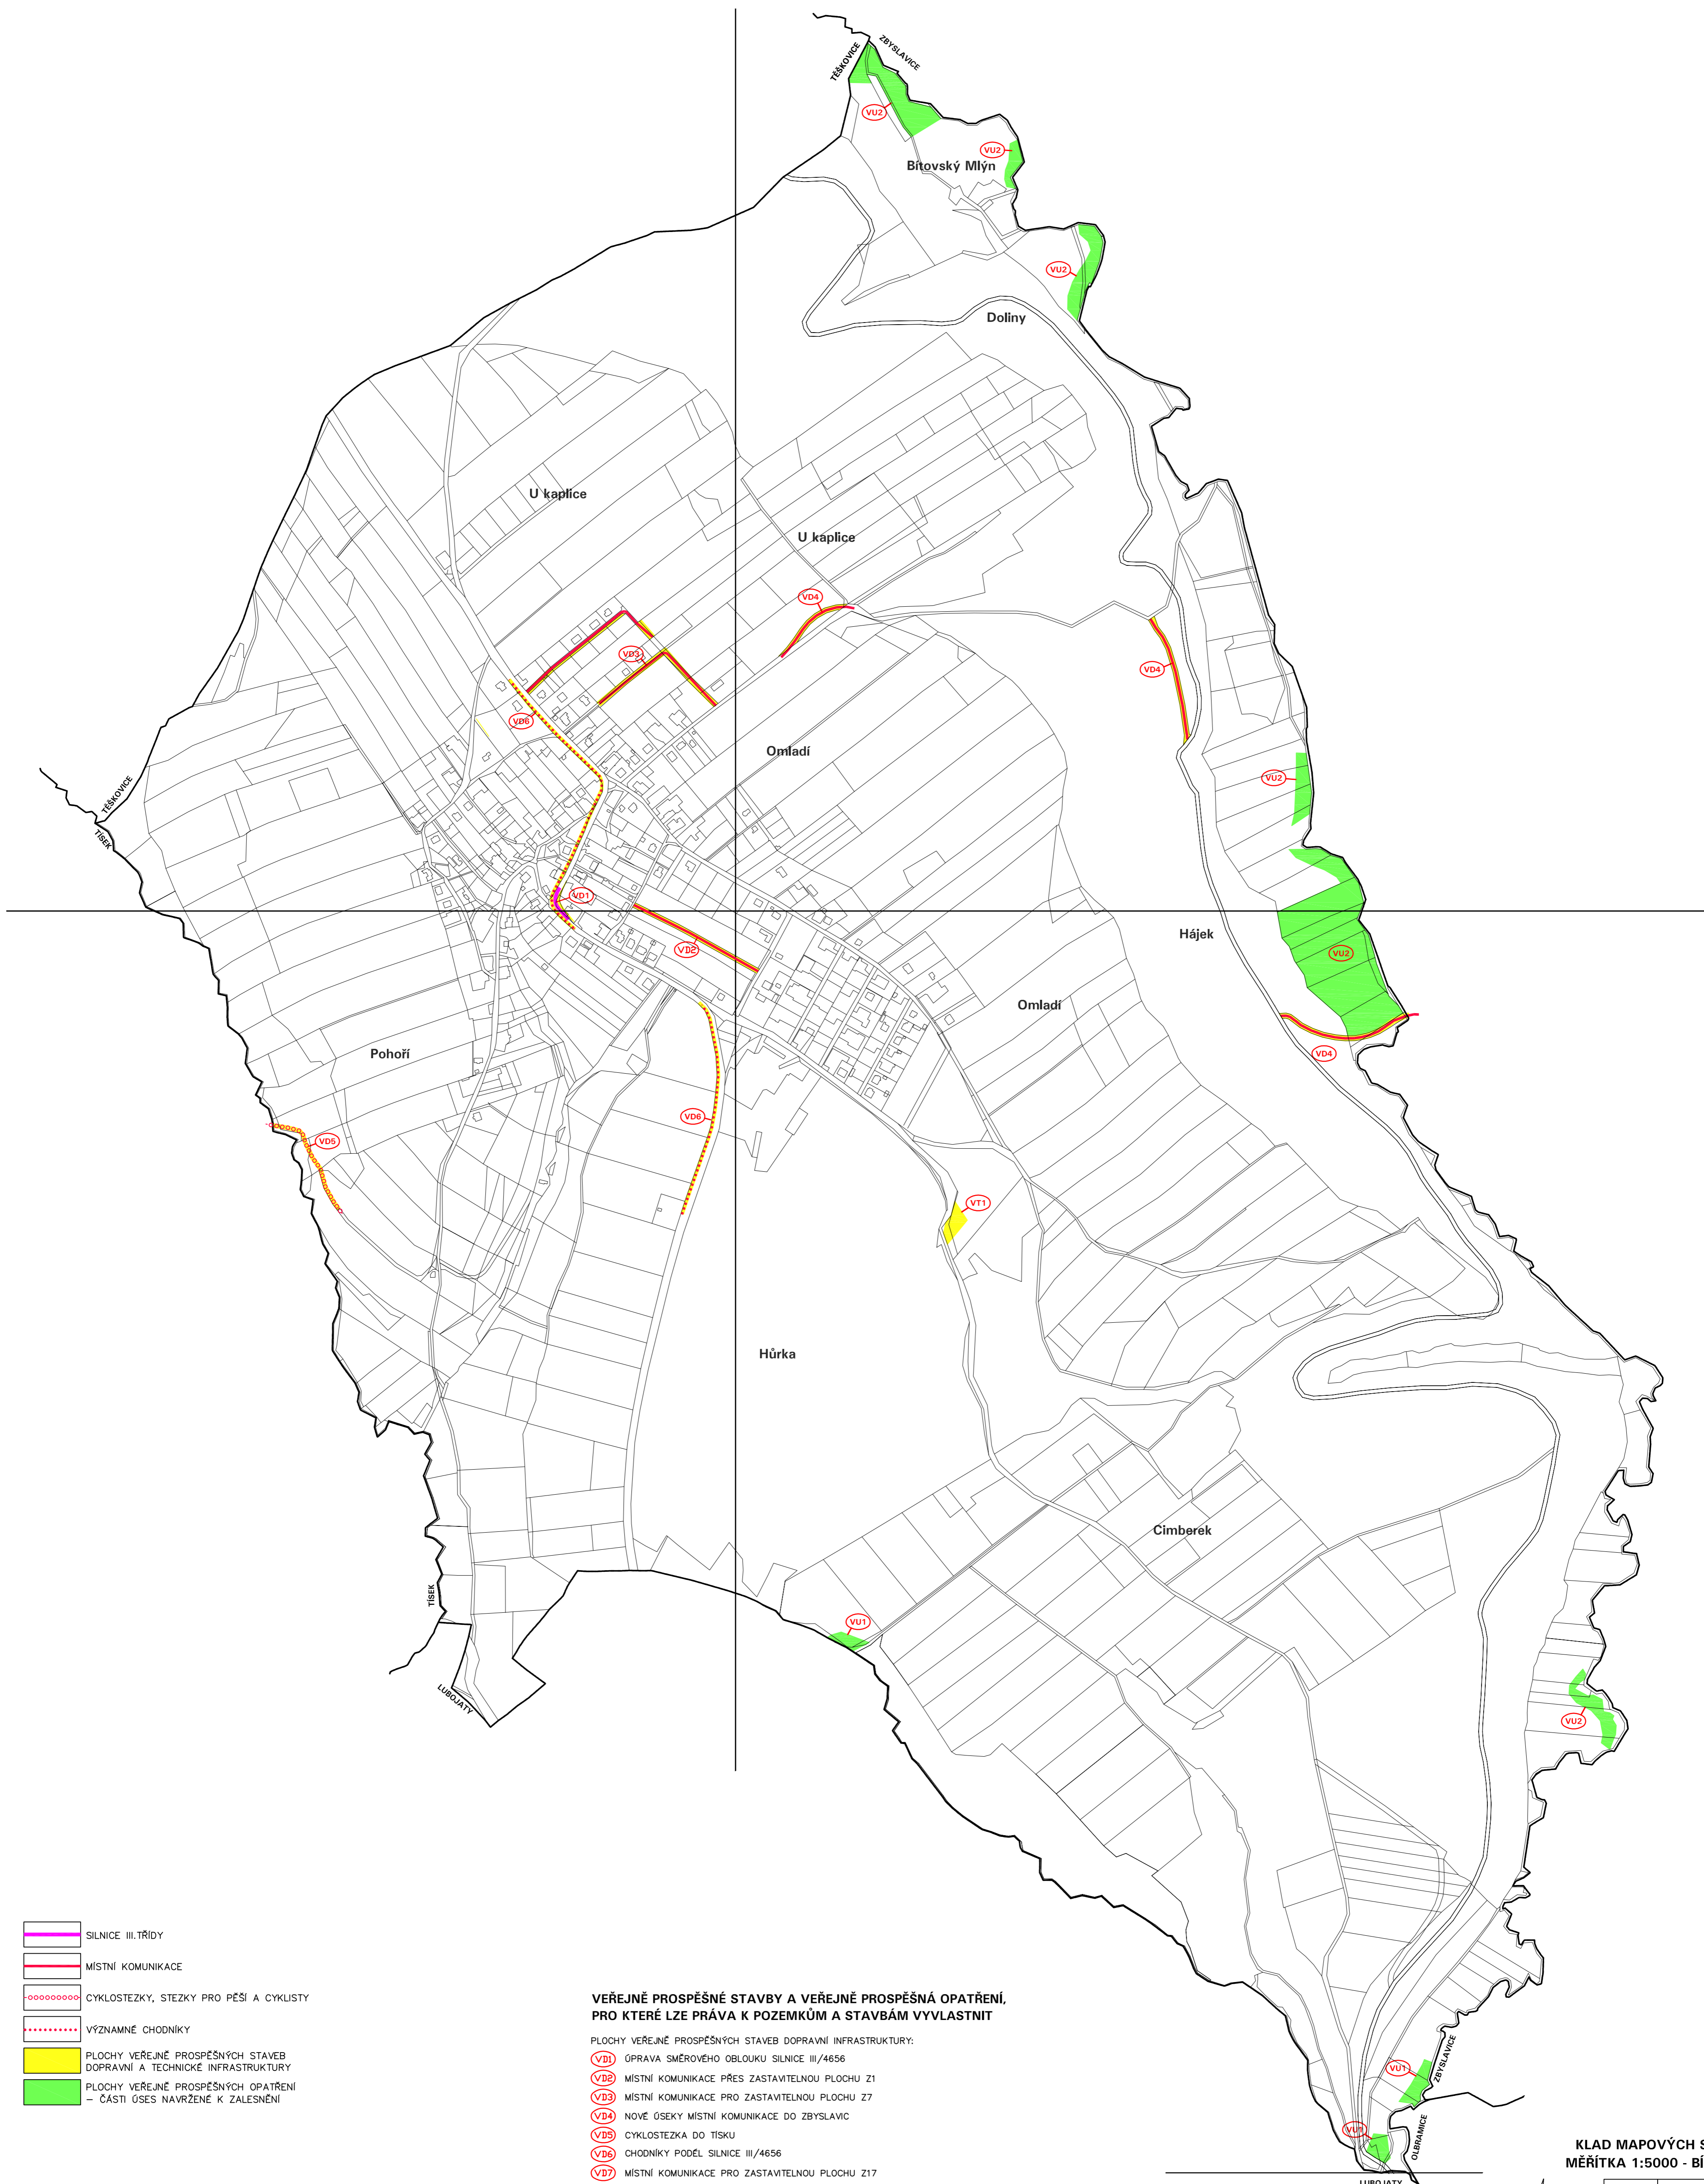 TĚŠKOVICE
ZBYSLAVICE
VU2
VU2
Bítovský Mlýn
VU2
Doliny
U kaplice
U kaplice
VD4
VD3
VD4
VD6
Omladí
VU2
TĚŠKOVICE
TÍSEK
VD1
Hájek
VD2
VU2
Omladí
Pohoří
VD4
VD6
VD5
VT1
Hůrka
Cimberek
TÍSEK
VU1
LUBOJATY
VU2
SILNICE III.TŘÍDY
MÍSTNÍ KOMUNIKACE
CYKLOSTEZKY, STEZKY PRO PĚŠÍ A CYKLISTY
VÝZNAMNÉ CHODNÍKY
PLOCHY VEŘEJNĚ PROSPĚŠNÝCH STAVEB
DOPRAVNÍ A TECHNICKÉ INFRASTRUKTURY
PLOCHY VEŘEJNĚ PROSPĚŠNÝCH OPATŘENÍ
– ČÁSTI ÚSES NAVRŽENÉ K ZALESNĚNÍ
VEŘEJNĚ PROSPĚŠNÉ STAVBY A VEŘEJNĚ PROSPĚŠNÁ OPATŘENÍ,
PRO KTERÉ LZE PRÁVA K POZEMKŮM A STAVBÁM VYVLASTNIT
PLOCHY VEŘEJNĚ PROSPĚŠNÝCH STAVEB DOPRAVNÍ INFRASTRUKTURY:
VD1 ÚPRAVA SMĚROVÉHO OBLOUKU SILNICE III/4656
VD2 MÍSTNÍ KOMUNIKACE PŘES ZASTAVITELNOU PLOCHU Z1
VD3 MÍSTNÍ KOMUNIKACE PRO ZASTAVITELNOU PLOCHU Z7
VD4 NOVÉ ÚSEKY MÍSTNÍ KOMUNIKACE DO ZBYSLAVIC
VD5 CYKLOSTEZKA DO TÍSKU
VD6 CHODNÍKY PODÉL SILNICE III/4656
VD7 MÍSTNÍ KOMUNIKACE PRO ZASTAVITELNOU PLOCHU Z17
VU1
ZBYSLAVICE
VU1
OLBRAMICE
LUBOJATY
KLAD MAPOVÝCH
MĚŘÍTKA 1:5000 -